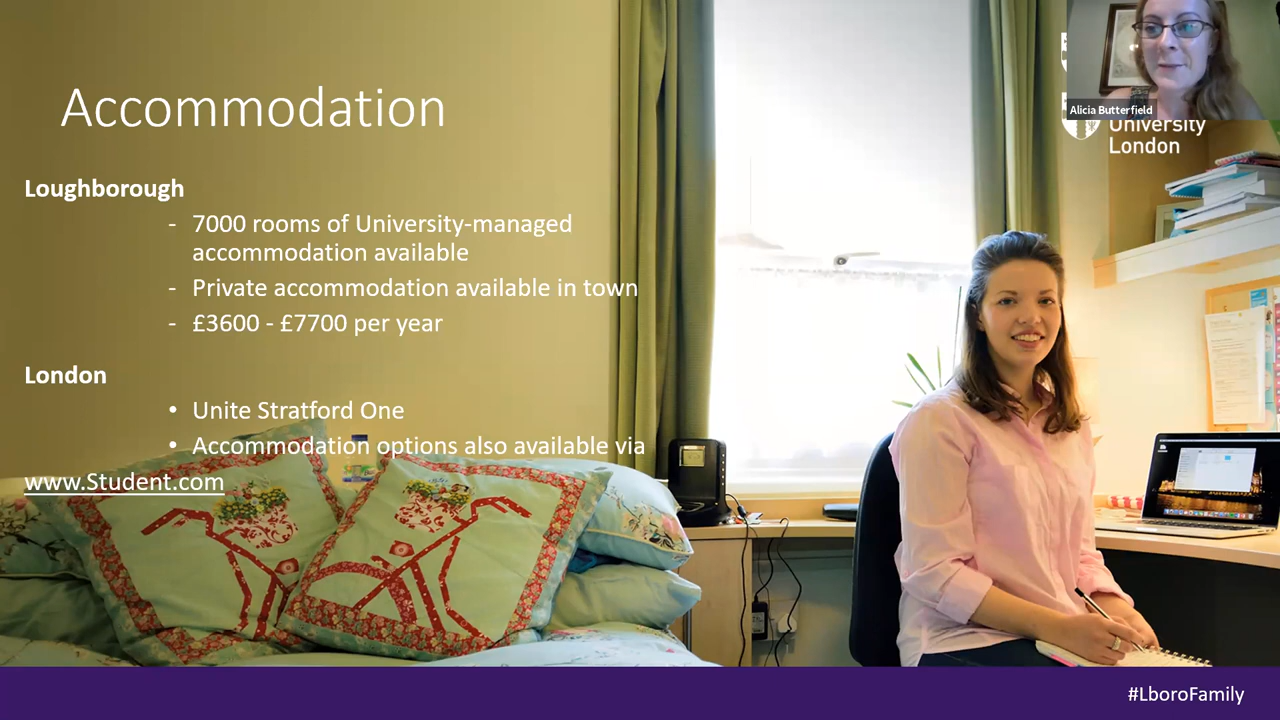 Accommodation
Alicia Butterfield
University
London
Loughborough
- 7000 rooms of University-managed
accommodation available
- Private accommodation available in town
- £3600 - £7700 per year
London
• Unite Stratford One
• Accommodation options also available via
www.Student.com
#LboroFamily